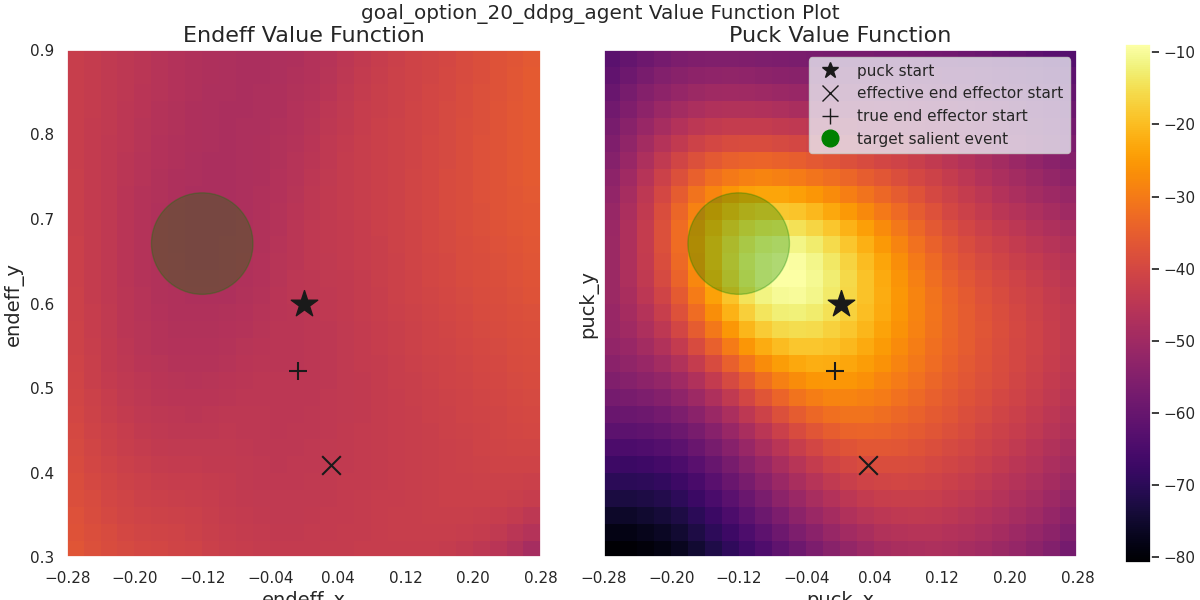 goal_option_20_ddpg_agent Value Function Plot
Endeff Value Function
Puck Value Function
endeff_y
0.9
0.8
0.7
0.6
0.5
0.4
0.3
−0.28 −0.20 −0.12 −0.04 0.04 0.12 0.20 0.28
endeff_x
puck_y
puck start
effective end effector start
true end effector start
target salient event
−0.28 −0.20 −0.12 −0.04 0.04 0.12 0.20 0.28
puck_x
−10
−20
−30
−40
−50
−60
−70
−80